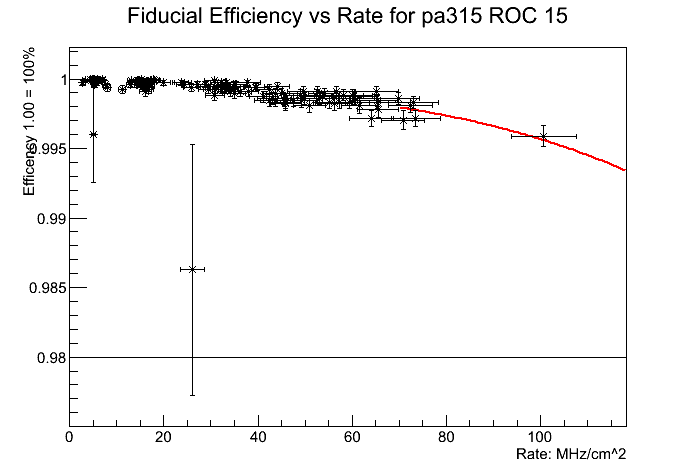 Fiducial Efficiency vs Rate for pa315 ROC 15
Efficency 1.00 = 100%
1
0.995
0.99
0.985
0.98
0 20 40 60 80 100
Rate: MHz/cm^2